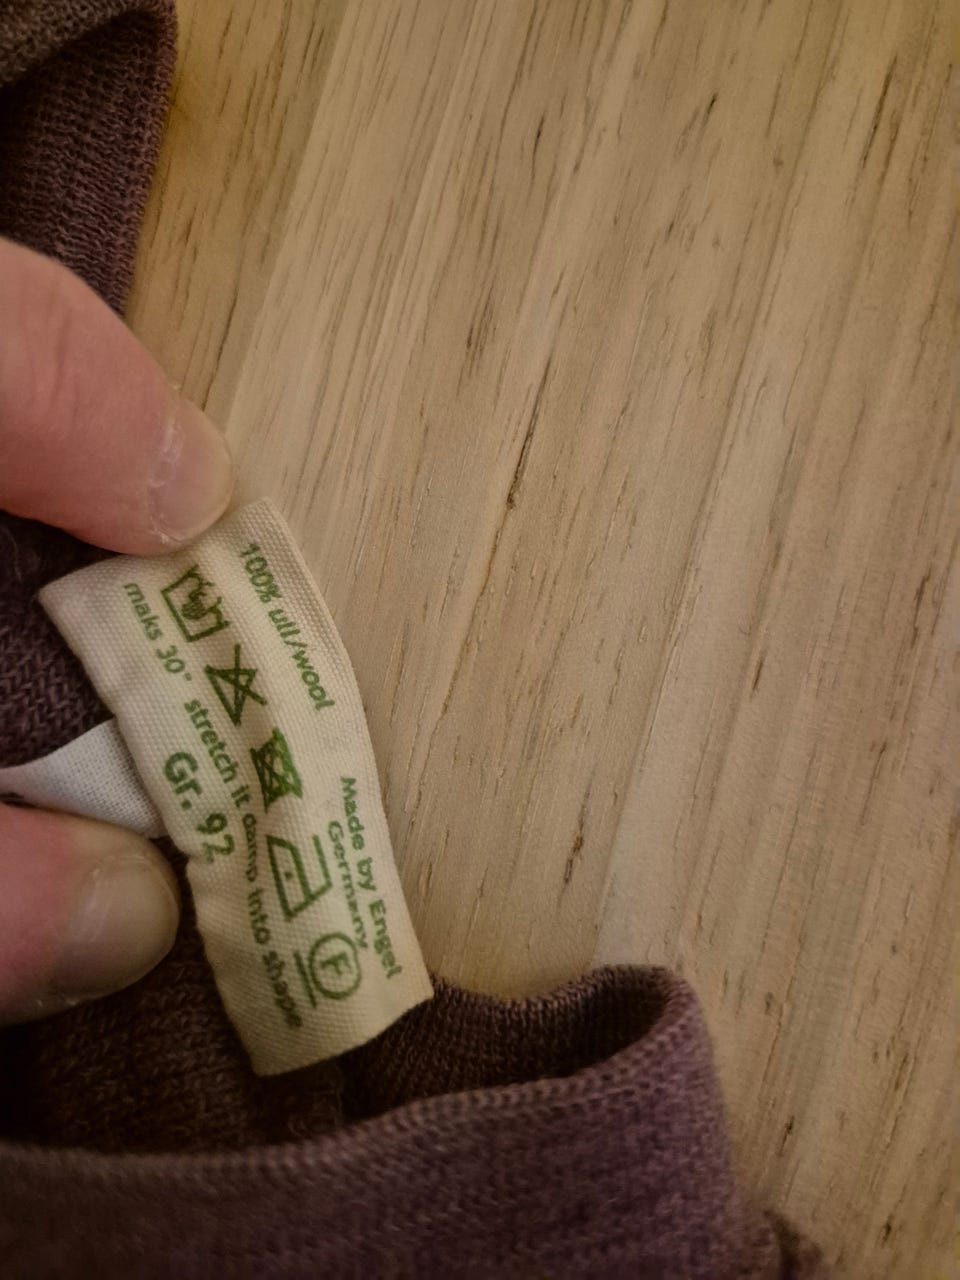 100% ull/wool
Made by Engel
Germany
F
maks 30° stretch it damp into shape
Gr. 92